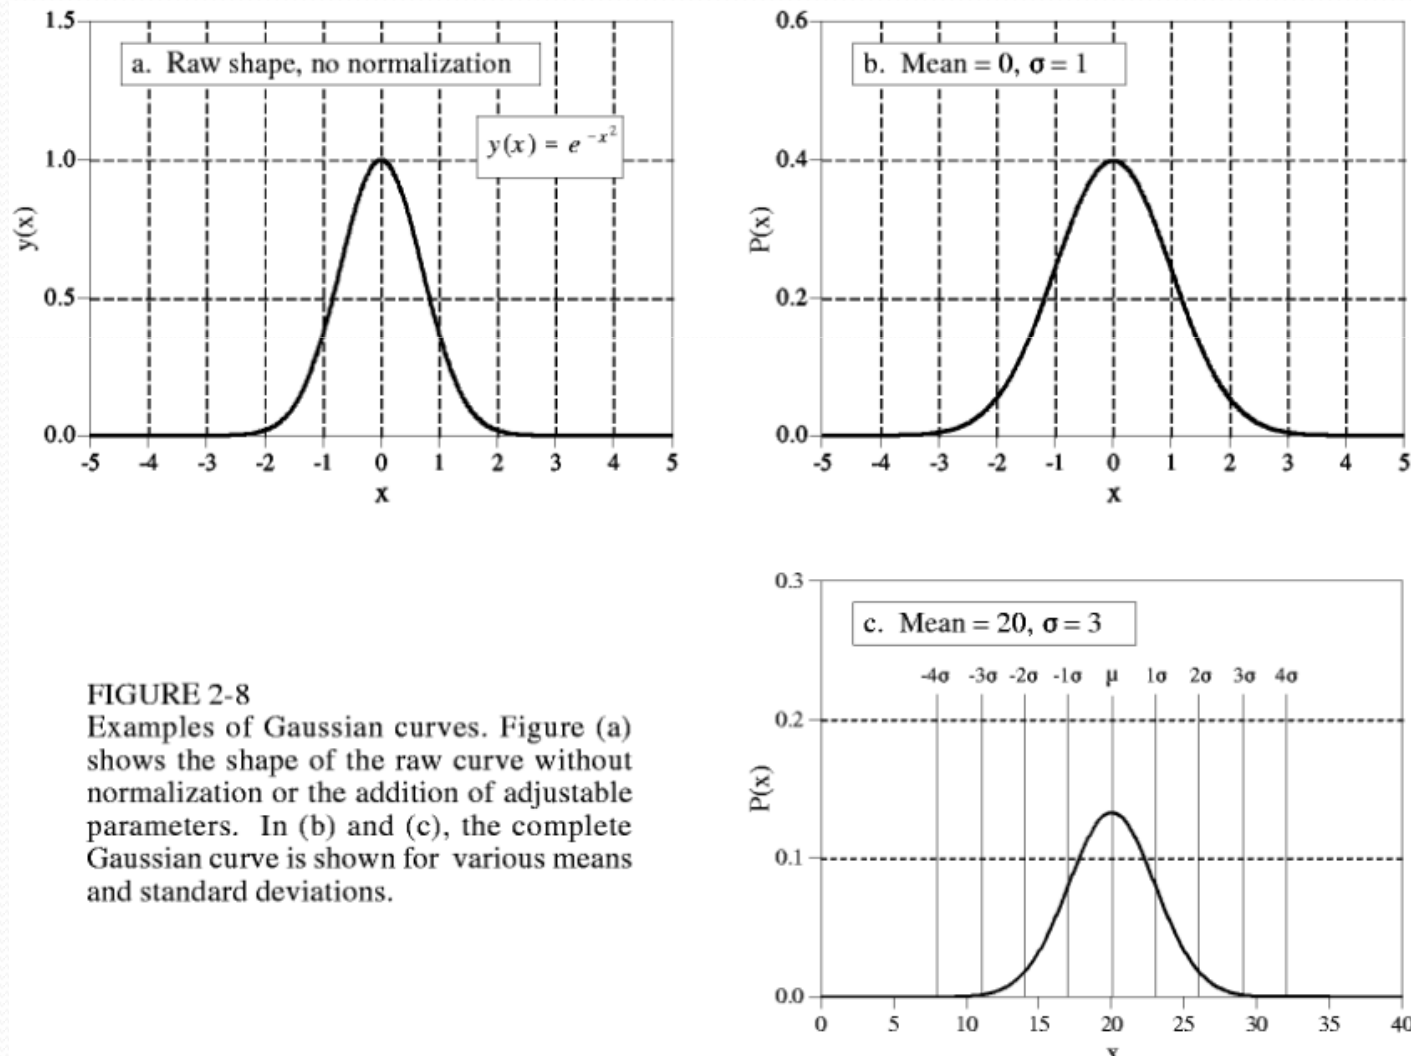 1.5
a. Raw shape, no normalization
y(x) = e^{-x^2}
1.0
0.5
0.0
y(x)
-5 -4 -3 -2 -1 0 1 2 3 4 5
x
0.6
b. Mean = 0, σ = 1
0.4
0.2
0.0
P(x)
-5 -4 -3 -2 -1 0 1 2 3 4 5
x
FIGURE 2-8
Examples of Gaussian curves. Figure (a)
shows the shape of the raw curve without
normalization or the addition of adjustable
parameters. In (b) and (c), the complete
Gaussian curve is shown for various means
and standard deviations.
0.3
c. Mean = 20, σ = 3
-4σ -3σ -2σ -1σ μ 1σ 2σ 3σ 4σ
0.2
0.1
0.0
P(x)
0 5 10 15 20 25 30 35 40
x